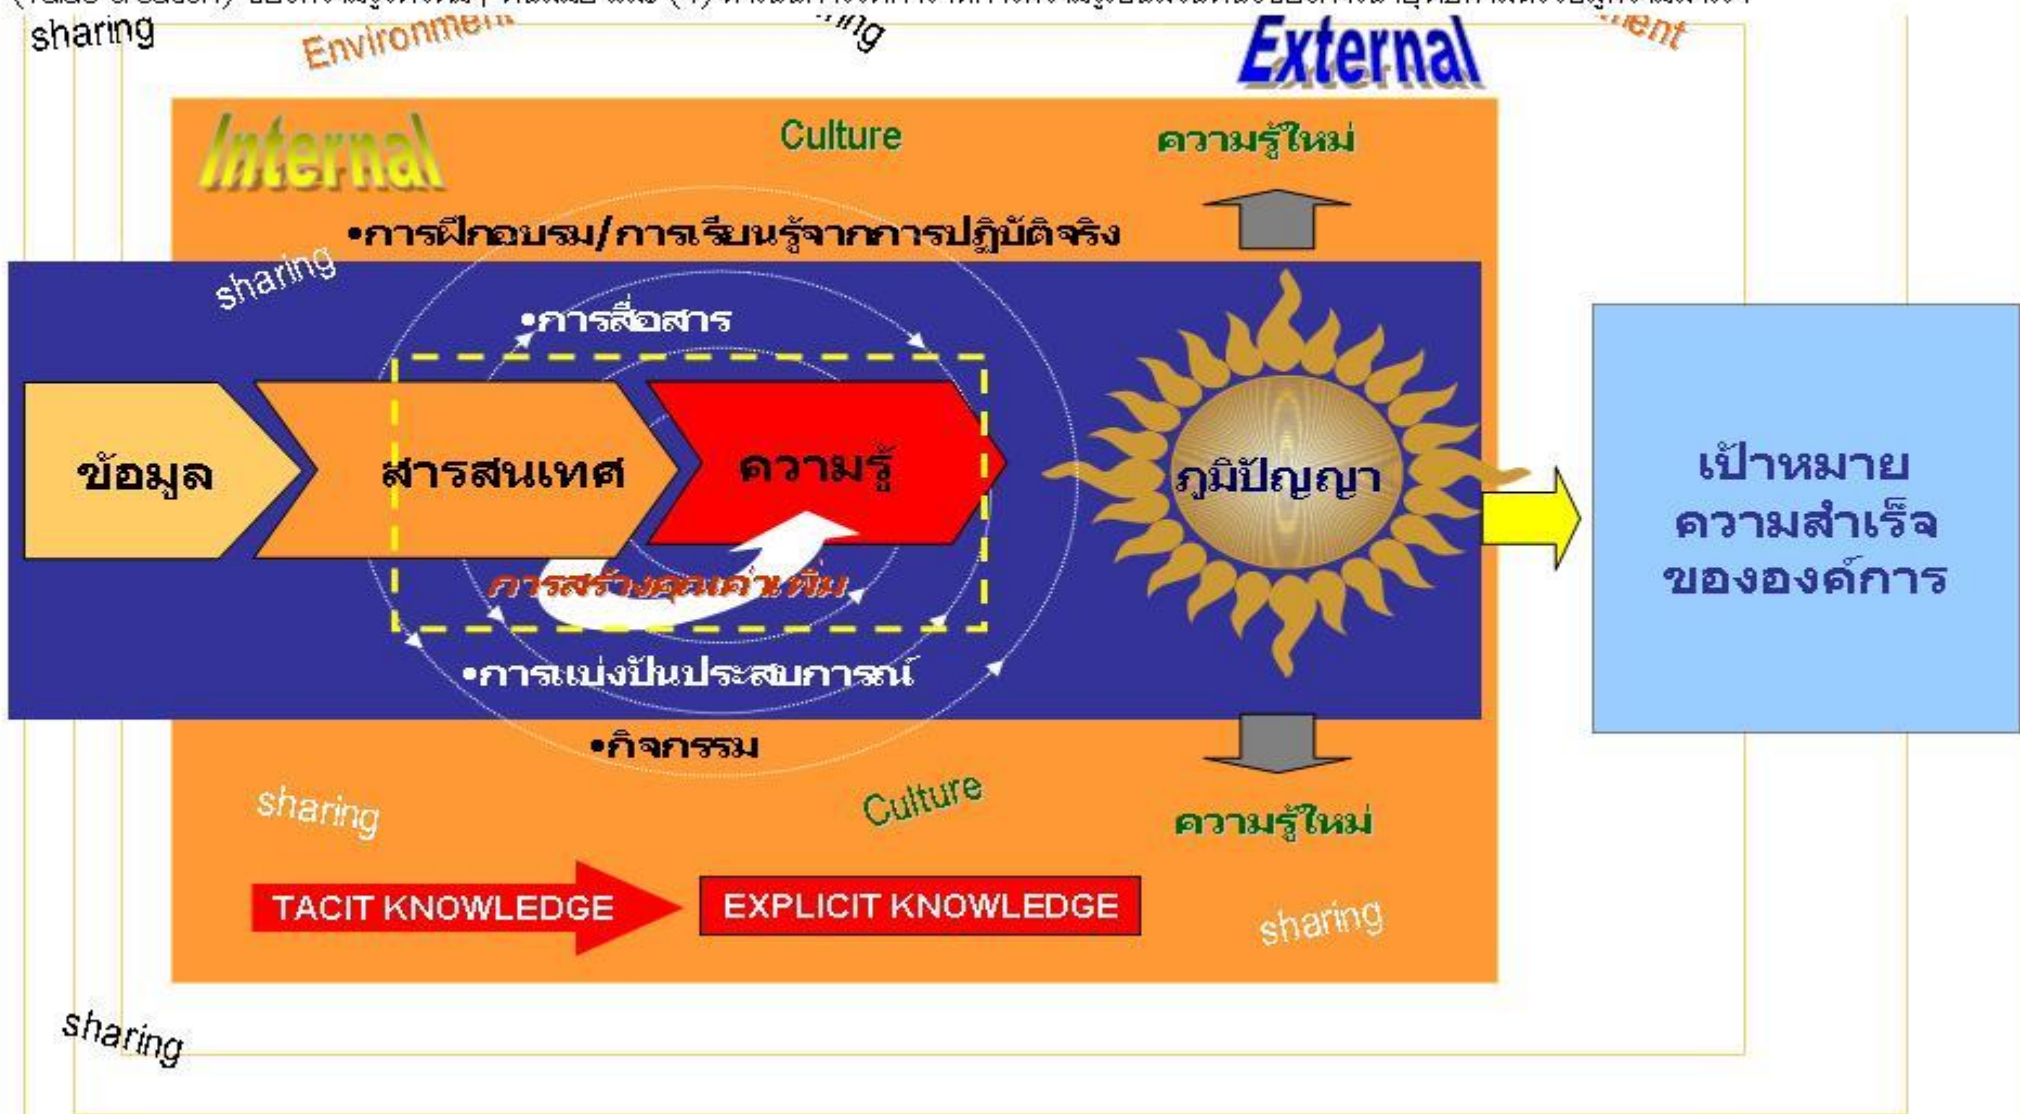 sharing
External
Internal
Culture
ความรู้ใหม่
•การฝึกอบรม/การเรียนรู้จากการปฏิบัติจริง
sharing
•การสื่อสาร
ข้อมูล
สารสนเทศ
ความรู้
ภูมิปัญญา
เป้าหมาย
ความสำเร็จ
ขององค์การ
การสร้างคุณค่าเพิ่ม
•การแบ่งปันประสบการณ์
•กิจกรรม
sharing
Culture
ความรู้ใหม่
TACIT KNOWLEDGE
EXPLICIT KNOWLEDGE
sharing
sharing